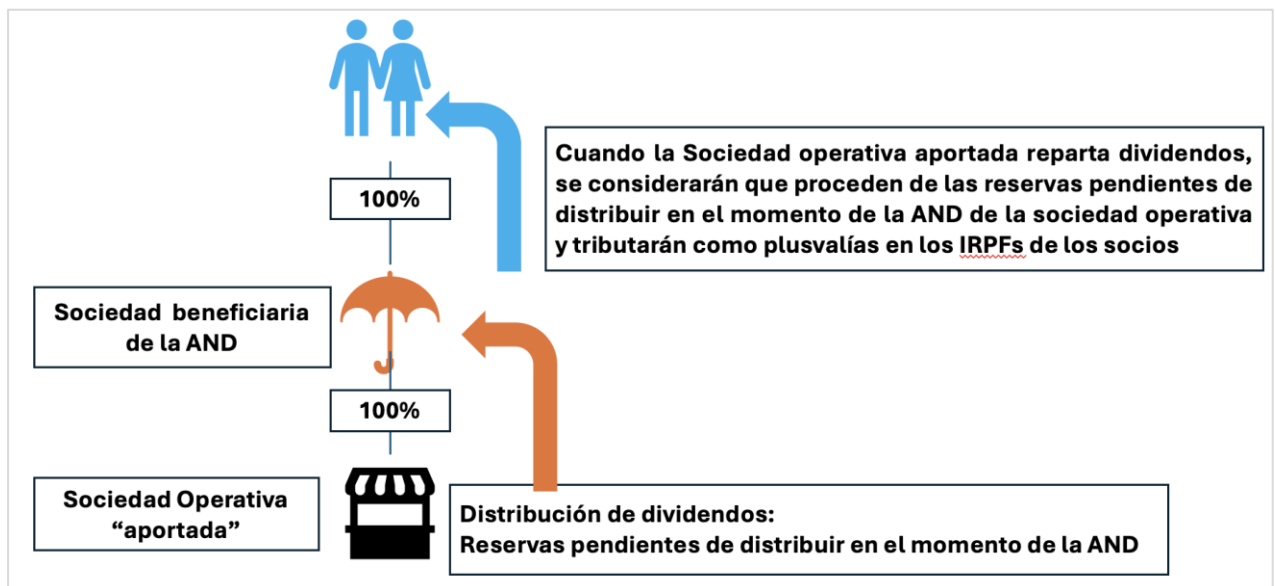 Cuando la Sociedad operativa aportada reparta dividendos,
se considerarán que proceden de las reservas pendientes de
distribuir en el momento de la AND de la sociedad operativa
y tributarán como plusvalías en los IRPFs de los socios
100%
Sociedad beneficiaria
de la AND
100%
Sociedad Operativa
“aportada”
Distribución de dividendos:
Reservas pendientes de distribuir en el momento de la AND